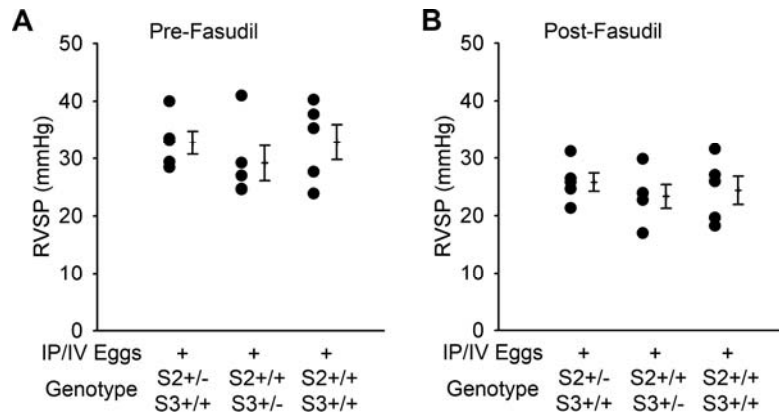 A
Pre-Fasudil
50
40
30
20
10
0
RVSP (mmHg)
IP/IV Eggs + + +
Genotype S2+/- S2+/+ S2+/+
S3+/+ S3+/- S3+/+
B
Post-Fasudil
50
40
30
20
10
0
RVSP (mmHg)
IP/IV Eggs + + +
Genotype S2+/- S2+/+ S2+/+
S3+/+ S3+/- S3+/+